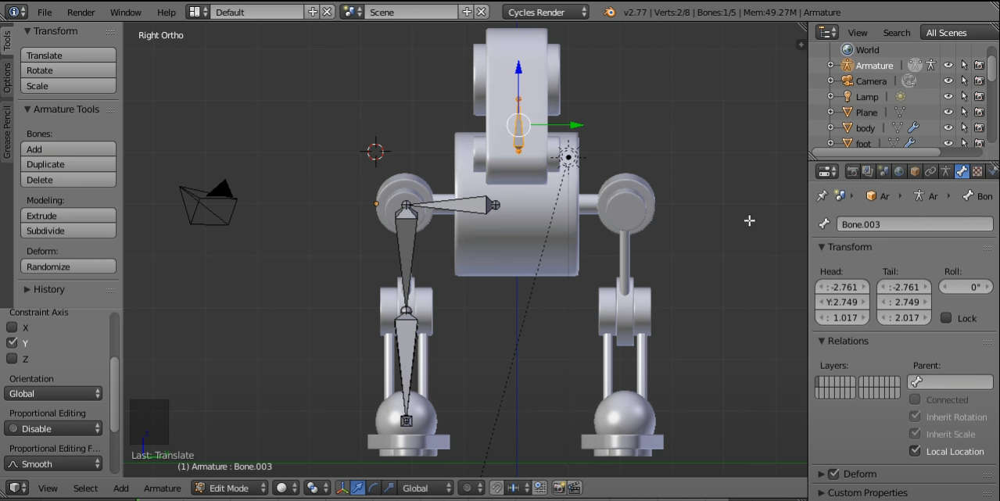 File Render Window Help Default Scene Cycles Render v2.77 | Verts:2/8 | Bones:1/5 | Mem:49.27M | Armature
Tools
Options
Grease Pencil
Transform
Translate
Rotate
Scale
Armature Tools
Bones:
Add
Duplicate
Delete
Modeling:
Extrude
Subdivide
Deform:
Randomize
History
Constraint Axis
X
Y
Z
Orientation
Global
Proportional Editing
Disable
Proportional Editing F...
Smooth
Right Ortho
Z
Last: Translate
(1) Armature : Bone.003
View Select Add Armature Edit Mode Global
View Search All Scenes
World
Armature
Camera
Lamp
Plane
body
foot
Ar Ar Bon
Bone.003
Transform
Head: Tail: Roll:
: -2.761 : -2.761 0°
Y:2.749 : 2.749
: 1.017 : 2.017 Lock
Relations
Layers: Parent:
Connected
Inherit Rotation
Inherit Scale
Local Location
Deform
Custom Properties